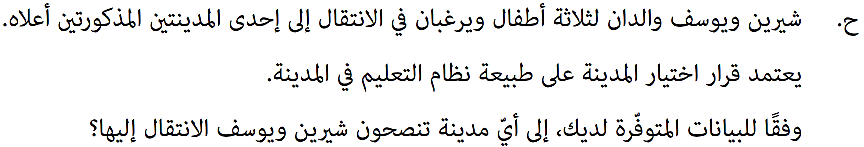 ح. شيرين ويوسف والدان لثلاثة أطفال ويرغبان في الانتقال إلى إحدى المدينتين المذكورتين أعلاه.
يعتمد قرار اختيار المدينة على طبيعة نظام التعليم في المدينة.
وفقًا للبيانات المتوفّرة لديك، إلى أيّ مدينة تنصحون شيرين ويوسف الانتقال إليها؟